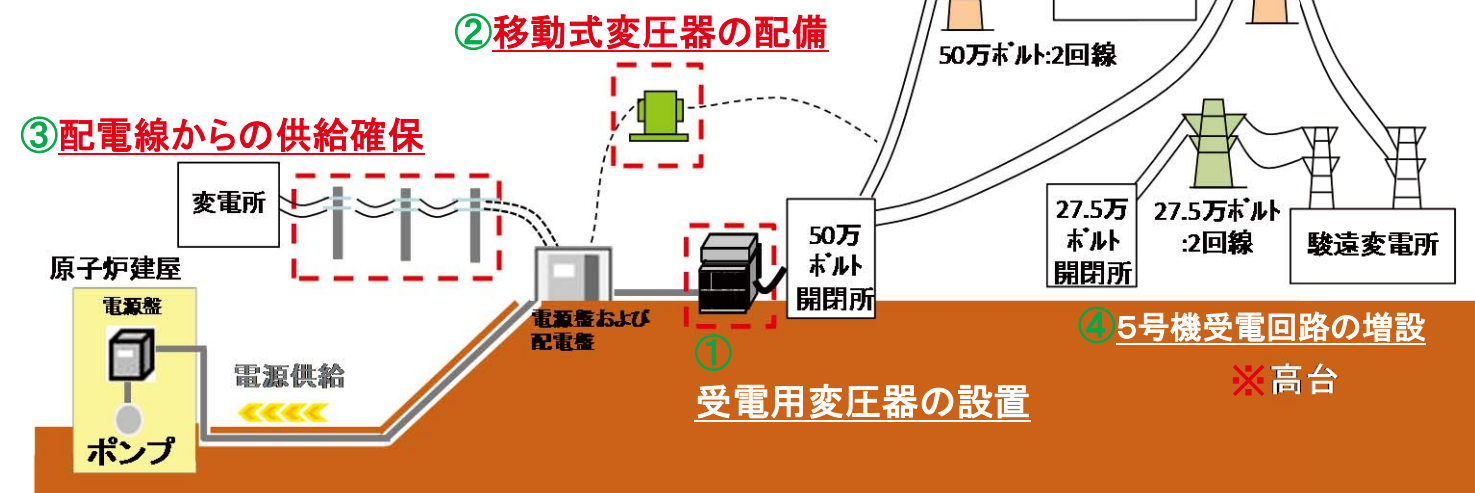 ②移動式変圧器の配備
50万ボルト:2回線
③配電線からの供給確保
変電所
27.5万
ボルト
開閉所
27.5万ボルト
:2回線
駿遠変電所
50万
ボルト
開閉所
原子炉建屋
電源盤
電源盤および
配電盤
④5号機受電回路の増設
①
受電用変圧器の設置
電源供給
※高台
ポンプ